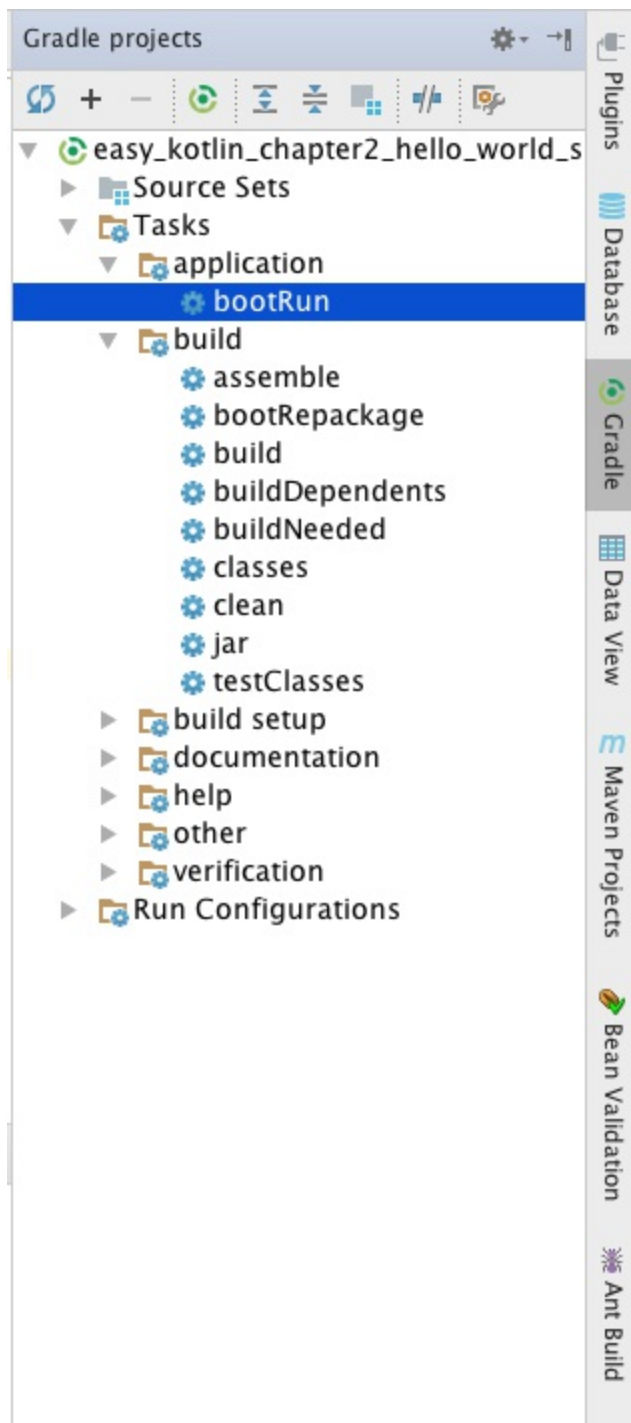 Gradle projects
easy_kotlin_chapter2_hello_world_s
Source Sets
Tasks
application
bootRun
build
assemble
bootRepackage
build
buildDependents
buildNeeded
classes
clean
jar
testClasses
build setup
documentation
help
other
verification
Run Configurations
Plugins
Database
Gradle
Data View
Maven Projects
Bean Validation
Ant Build